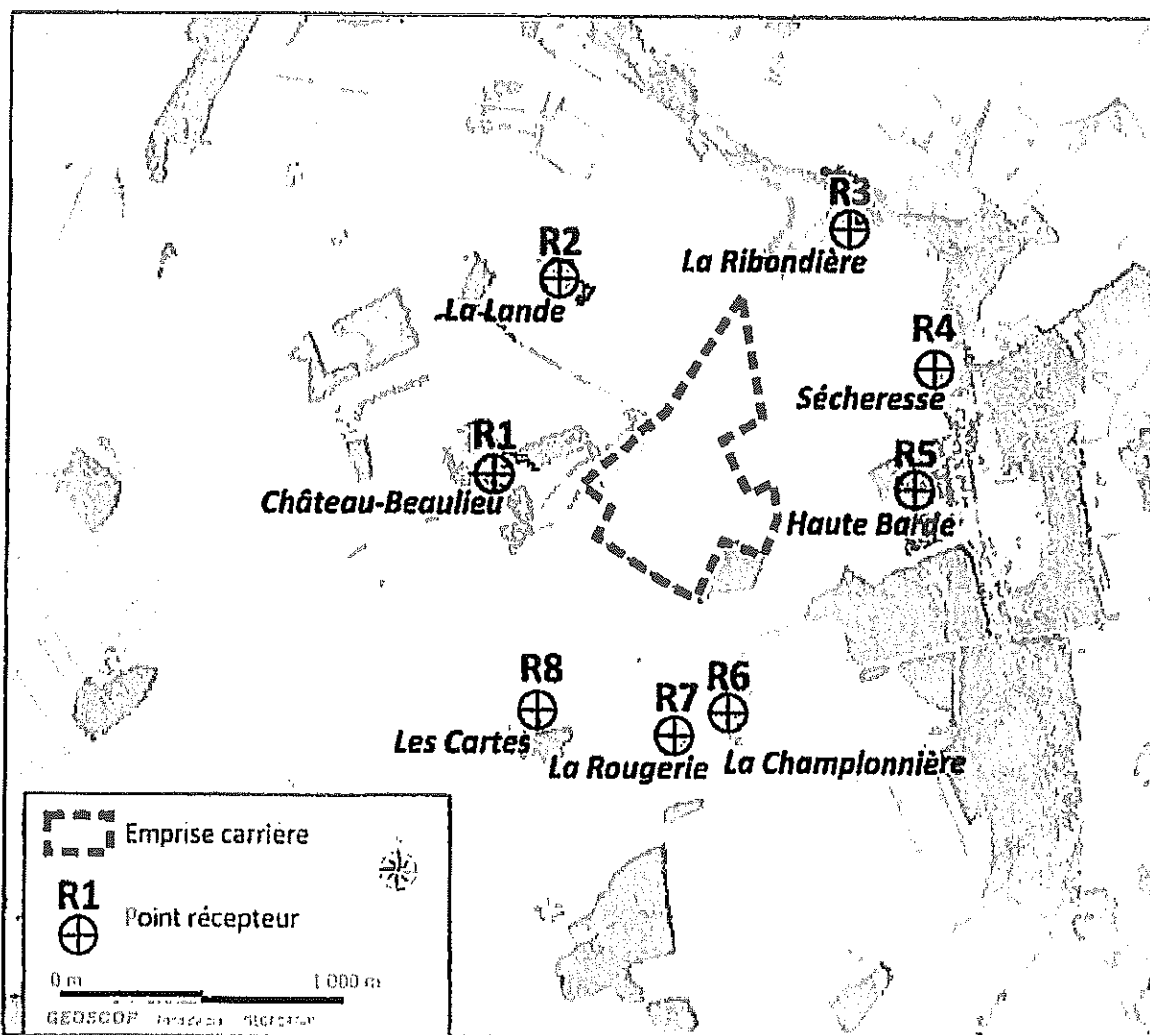 R3
R2
La Ribondière
La Lande
R4
Sécheresse
R1
R5
Château-Beaulieu
Haute Barde
R8
R7
R6
Les Cartes
La Rougerie
La Championnière
Emprise carrière
R1
Point récepteur
0 m
1 000 m
GEOSCOP